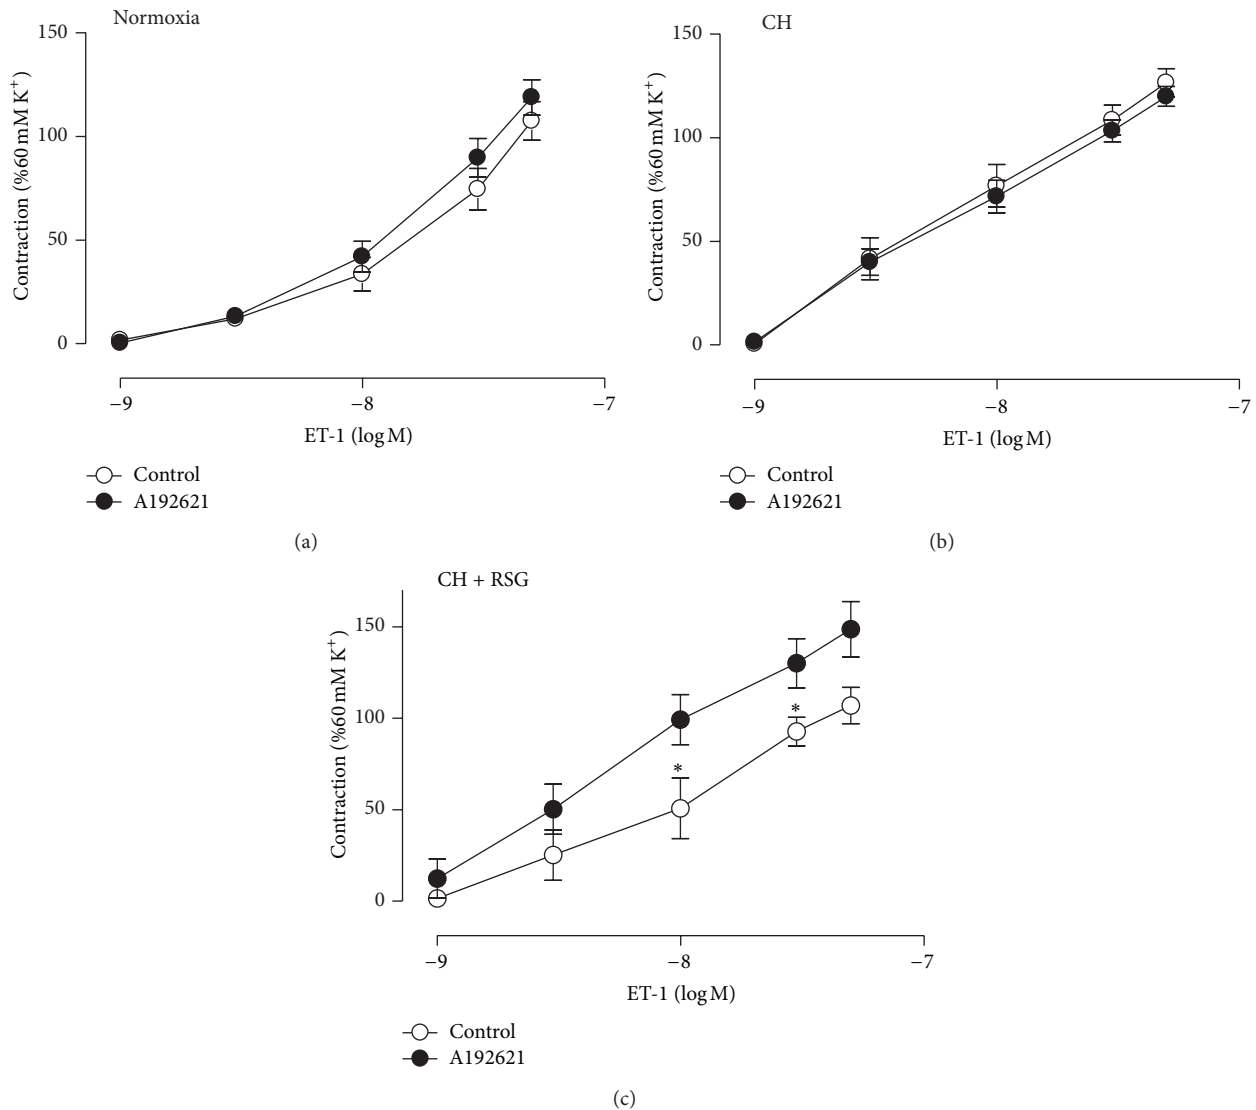 Normoxia
150
100
50
0
Contraction (%60 mM K⁺)
−9
−8
−7
ET-1 (log M)
Control
A192621
(a)
CH
150
100
50
0
Contraction (%60 mM K⁺)
−9
−8
−7
ET-1 (log M)
Control
A192621
(b)
CH + RSG
150
100
50
0
Contraction (%60 mM K⁺)
*
*
−9
−8
−7
ET-1 (log M)
Control
A192621
(c)